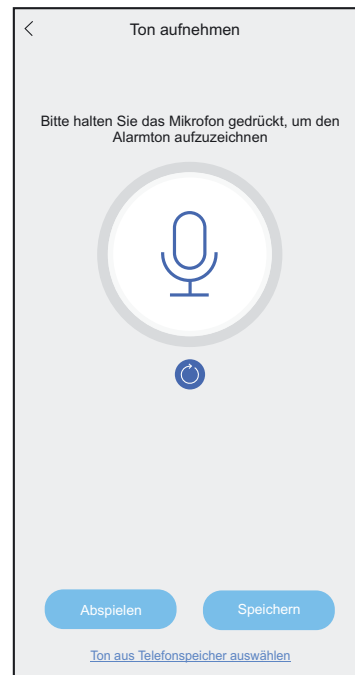 Ton aufnehmen
Bitte halten Sie das Mikrofon gedrückt, um den
Alarmton aufzuzeichnen
Abspielen
Speichern
Ton aus Telefonspeicher auswählen